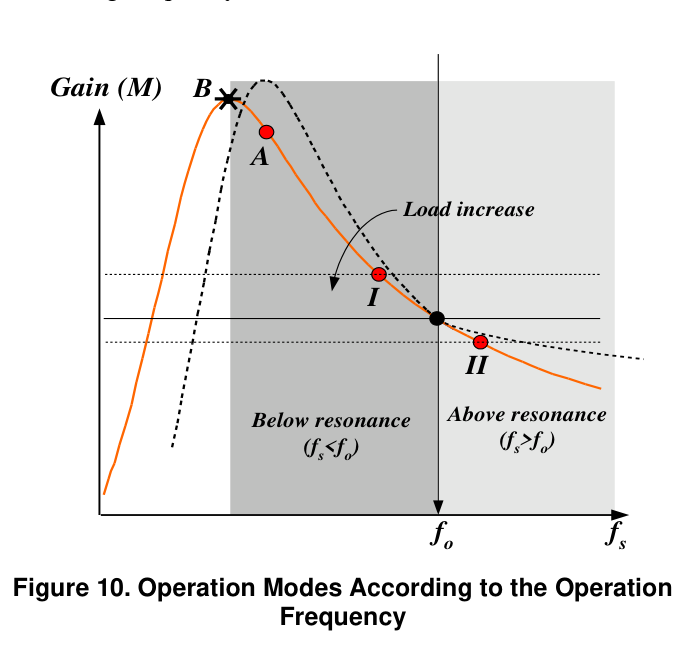 Gain (M)
B
A
Load increase
I
II
Below resonance
(fs<fo)
Above resonance
(fs>fo)
fo
fs
Figure 10. Operation Modes According to the Operation
Frequency